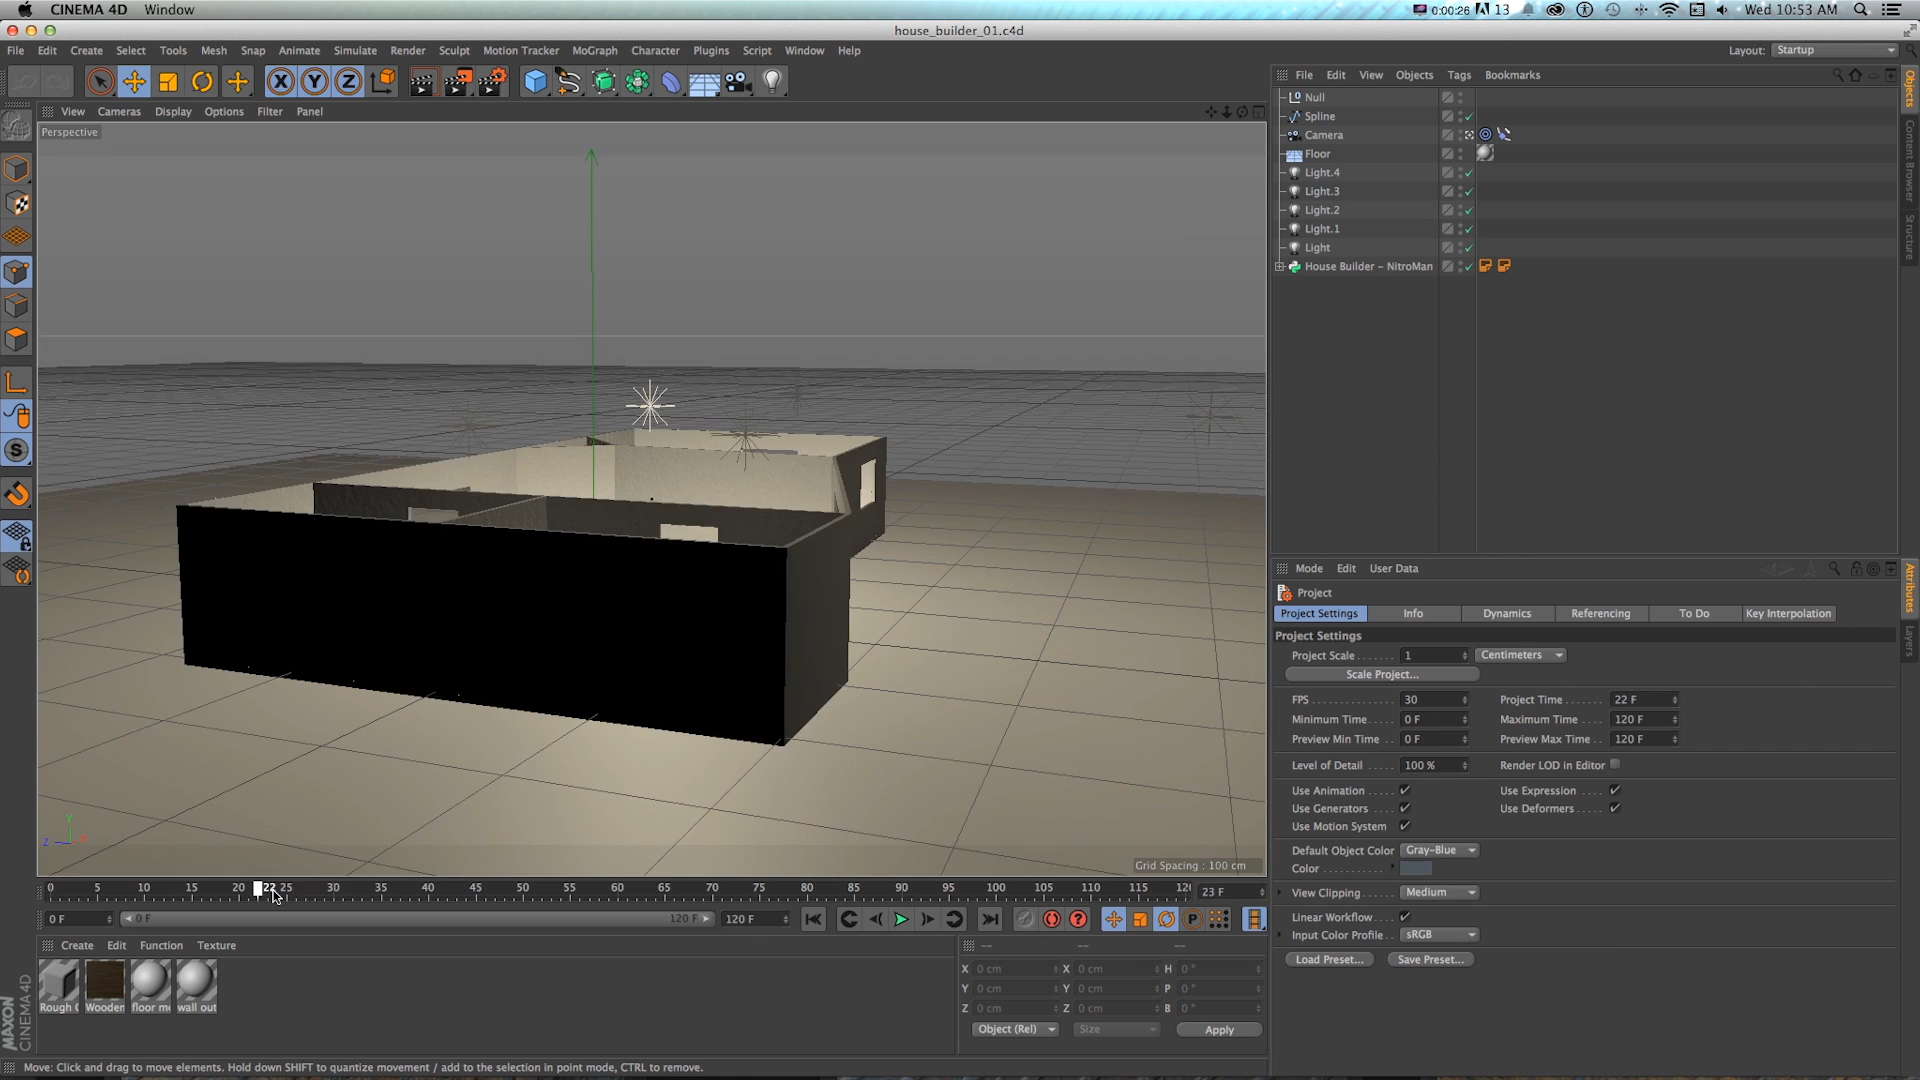 CINEMA 4D Window
0:00:26 13 Wed 10:53 AM
house_builder_01.c4d
File Edit Create Select Tools Mesh Snap Animate Simulate Render Sculpt Motion Tracker MoGraph Character Plugins Script Window Help
Layout: Startup
View Cameras Display Options Filter Panel
Perspective
Grid Spacing : 100 cm
X Y Z
S
File Edit View Objects Tags Bookmarks
Null
Spline
Camera
Floor
Light.4
Light.3
Light.2
Light.1
Light
House Builder - NitroMan
Objects
Content Browser
Structure
Mode Edit User Data
Project
Project Settings Info Dynamics Referencing To Do Key Interpolation
Project Settings
Project Scale 1 Centimeters
Scale Project...
FPS 30 Project Time 22 F
Minimum Time 0 F Maximum Time 120 F
Preview Min Time 0 F Preview Max Time 120 F
Level of Detail 100 % Render LOD in Editor
Use Animation Use Expression
Use Generators Use Deformers
Use Motion System
Default Object Color Gray-Blue
Color
View Clipping Medium
Linear Workflow
Input Color Profile sRGB
Load Preset... Save Preset...
Attributes
Layers
0 5 10 15 20 22 25 30 35 40 45 50 55 60 65 70 75 80 85 90 95 100 105 110 115 120 23 F
0 F 0 F 120 F 120 F
Create Edit Function Texture
Rough C Wooden floor me wall out
X 0 cm X 0 cm H 0 °
Y 0 cm Y 0 cm P 0 °
Z 0 cm Z 0 cm B 0 °
Object (Rel) Size Apply
MAXON
CINEMA 4D
Move: Click and drag to move elements. Hold down SHIFT to quantize movement / add to the selection in point mode, CTRL to remove.